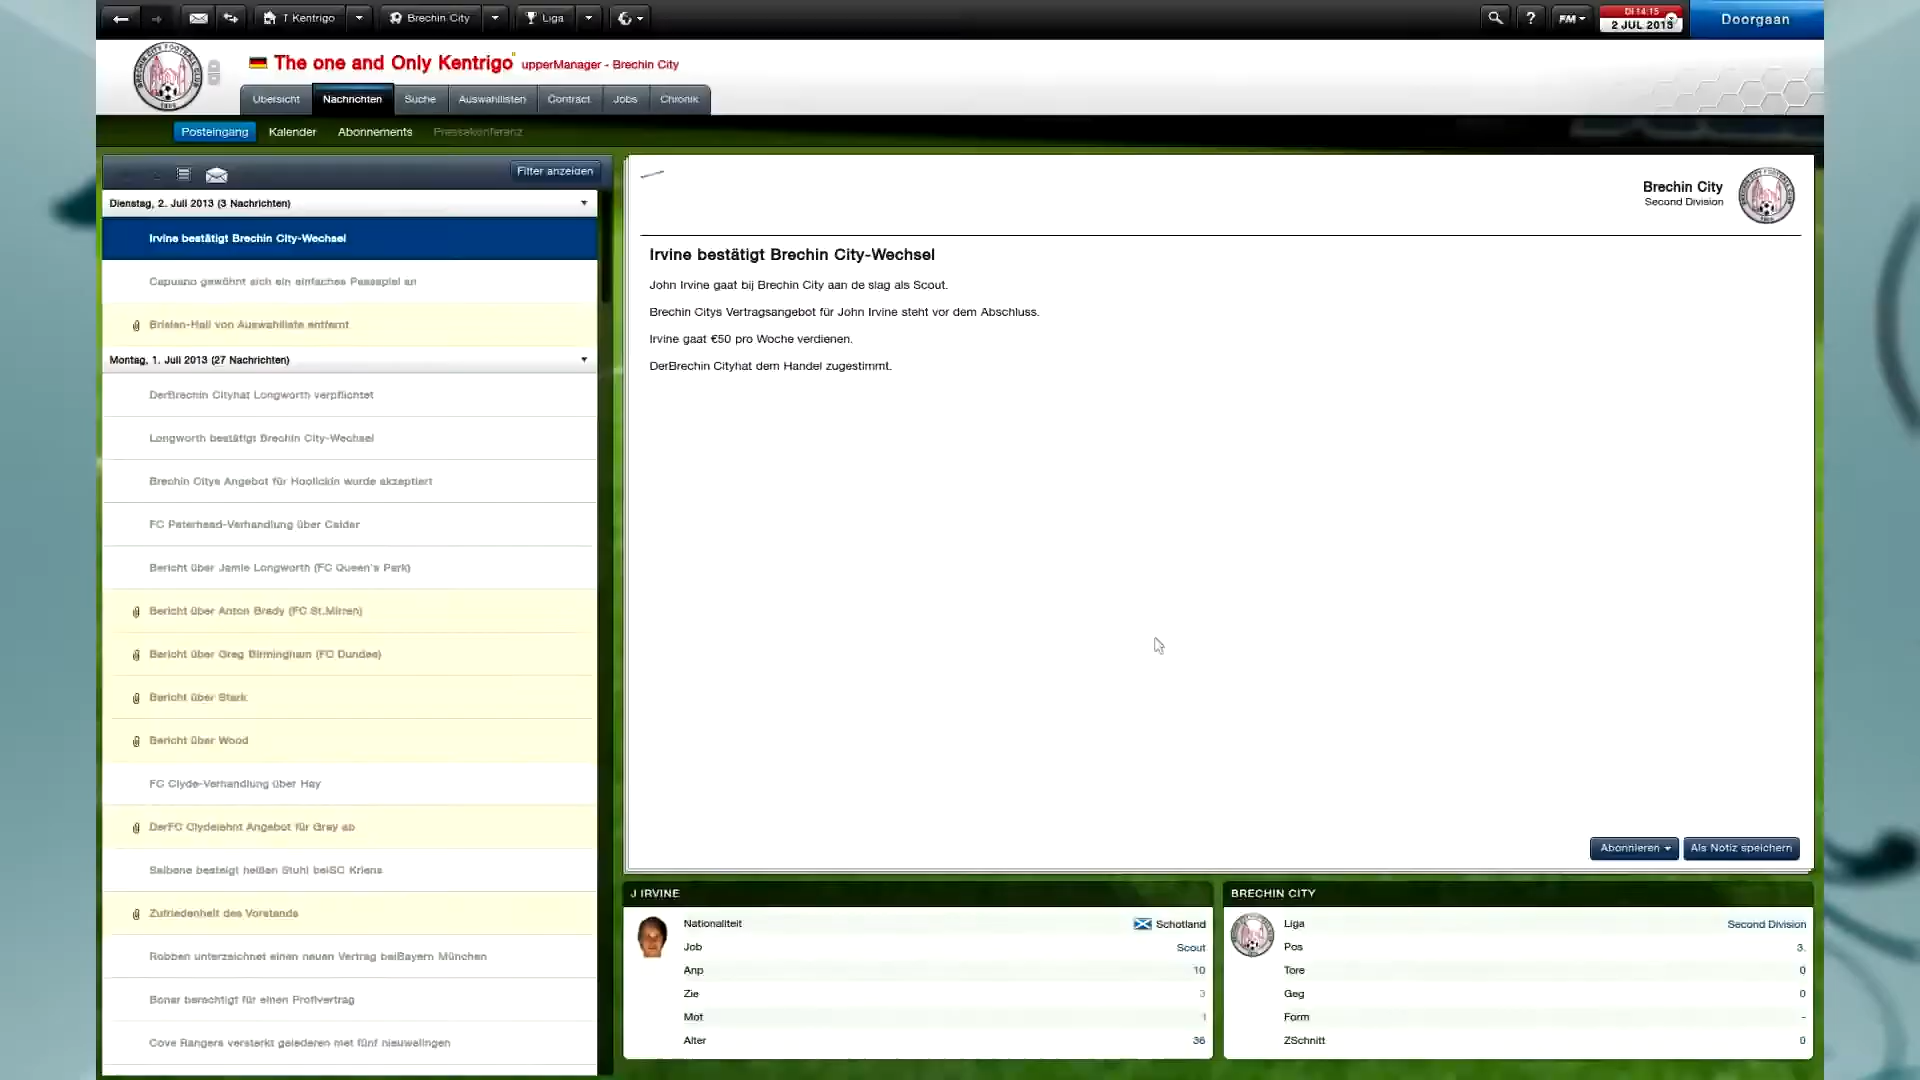 T Kentrigo
Brechin City
Liga
?
FM
DI 14:15
2 JUL 2013
Doorgaan
The one and Only Kentrigo
upperManager - Brechin City
Übersicht
Nachrichten
Suche
Auswahllisten
Contract
Jobs
Chronik
Posteingang
Kalender
Abonnements
Pressekonferenz
Filter anzeigen
Dienstag, 2. Juli 2013 (3 Nachrichten)
Irvine bestätigt Brechin City-Wechsel
Capuano gewöhnt sich ein einfaches Passspiel an
Brislen-Hall von Auswahlliste entfernt
Montag, 1. Juli 2013 (27 Nachrichten)
DerBrechin Cityhat Longworth verpflichtet
Longworth bestätigt Brechin City-Wechsel
Brechin Citys Angebot für Hoolickin wurde akzeptiert
FC Peterhead-Verhandlung über Calder
Bericht über Jamie Longworth (FC Queen's Park)
Bericht über Anton Brady (FC St.Mirren)
Bericht über Greg Birmingham (FC Dundee)
Bericht über Stark
Bericht über Wood
FC Clyde-Verhandlung über Hay
DerFC Clydelehnt Angebot für Gray ab
Salbene besteigt heißen Stuhl beiSC Kriens
Zufriedenheit des Vorstands
Robben unterzeichnet einen neuen Vertrag beiBayern München
Bonar berechtigt für einen Profivertrag
Cove Rangers versterkt gelederen met fünf nieuwelingen
Brechin City
Second Division
Irvine bestätigt Brechin City-Wechsel
John Irvine gaat bij Brechin City aan de slag als Scout.
Brechin Citys Vertragsangebot für John Irvine steht vor dem Abschluss.
Irvine gaat €50 pro Woche verdienen.
DerBrechin Cityhat dem Handel zugestimmt.
Abonnieren
Als Notiz speichern
J IRVINE
Nationaliteit Schotland
Job Scout
Anp 10
Zie 3
Mot 1
Alter 36
BRECHIN CITY
Liga Second Division
Pos 3.
Tore 0
Geg 0
Form -
ZSchnitt 0